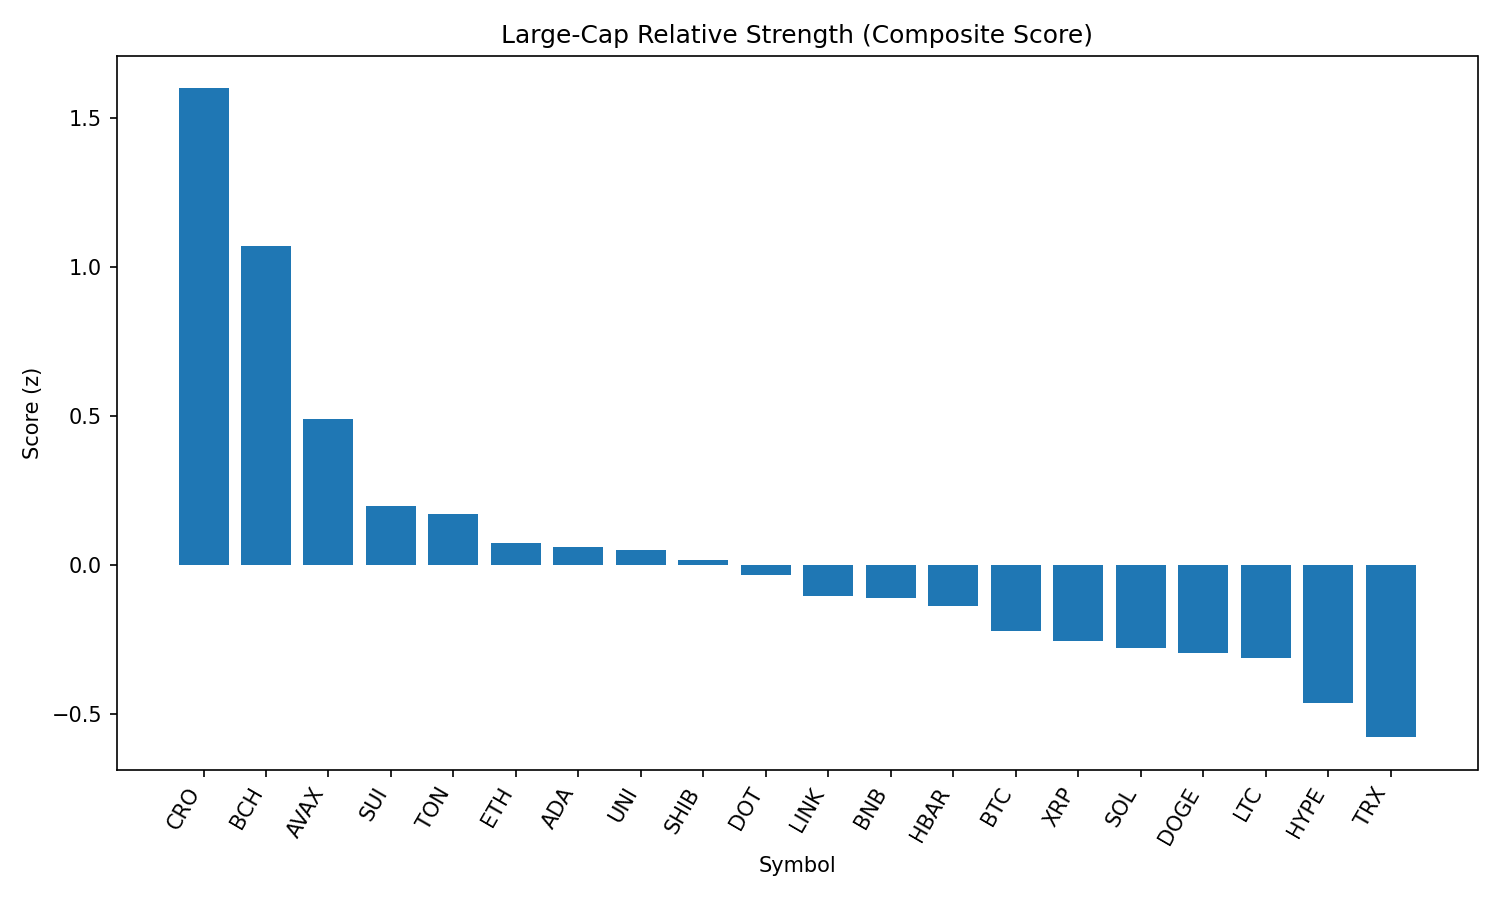 Large-Cap Relative Strength (Composite Score)
Score (z)
1.5
1.0
0.5
0.0
−0.5
CRO
BCH
AVAX
SUI
TON
ETH
ADA
UNI
SHIB
DOT
LINK
BNB
HBAR
BTC
XRP
SOL
DOGE
LTC
HYPE
TRX
Symbol